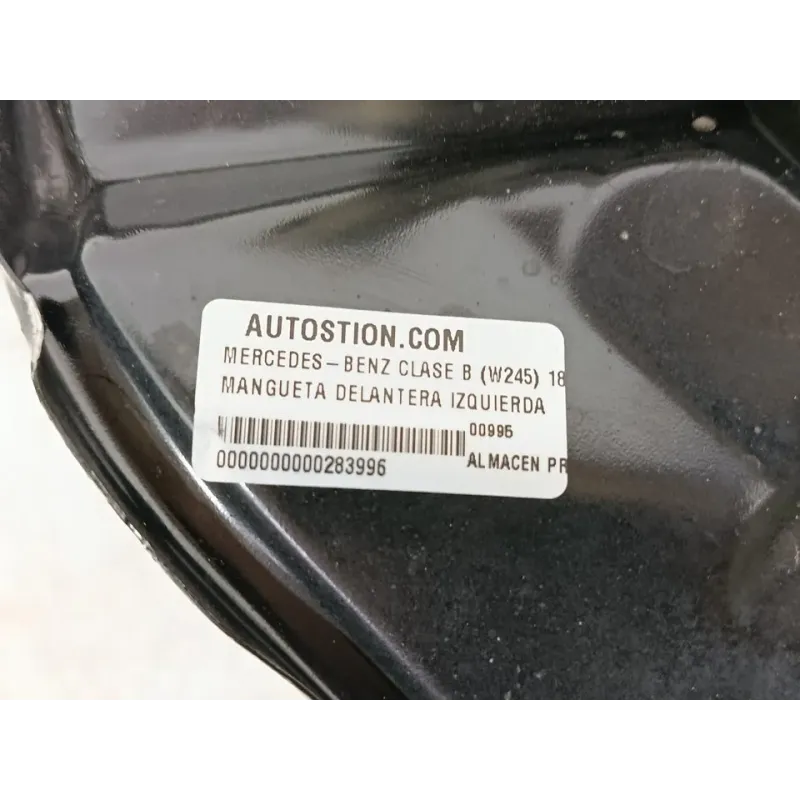 AUTOSTION.COM
MERCEDES-BENZ CLASE B (W245) 18
MANGUETA DELANTERA IZQUIERDA
00995
0000000000283996
ALMACEN PR